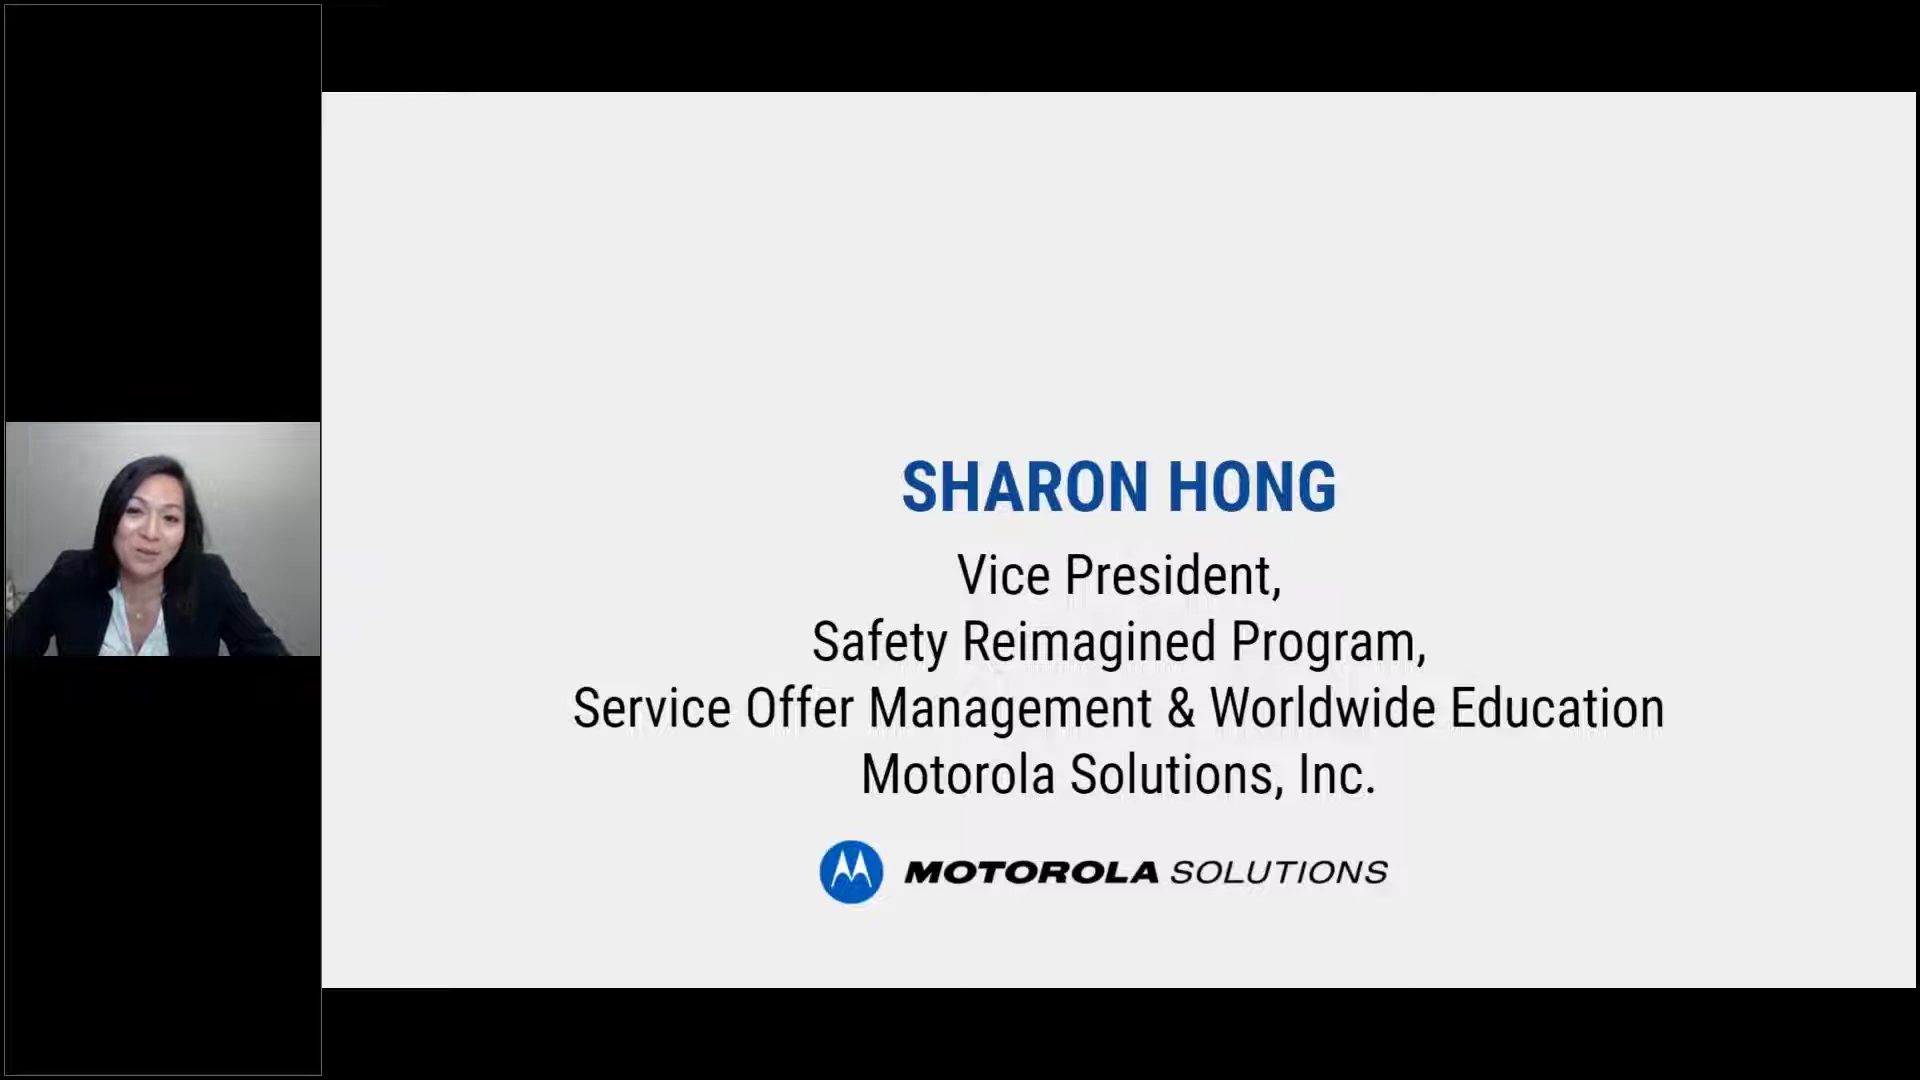 SHARON HONG
Vice President,
Safety Reimagined Program,
Service Offer Management & Worldwide Education
Motorola Solutions, Inc.
MOTOROLA SOLUTIONS